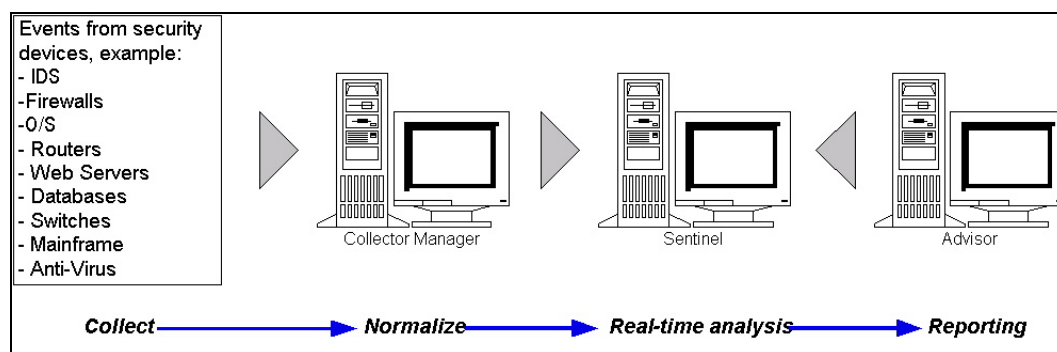 Events from security
devices, example:
- IDS
-Firewalls
-O/S
- Routers
- Web Servers
- Databases
- Switches
- Mainframe
- Anti-Virus
Collector Manager
Sentinel
Advisor
Collect
Normalize
Real-time analysis
Reporting